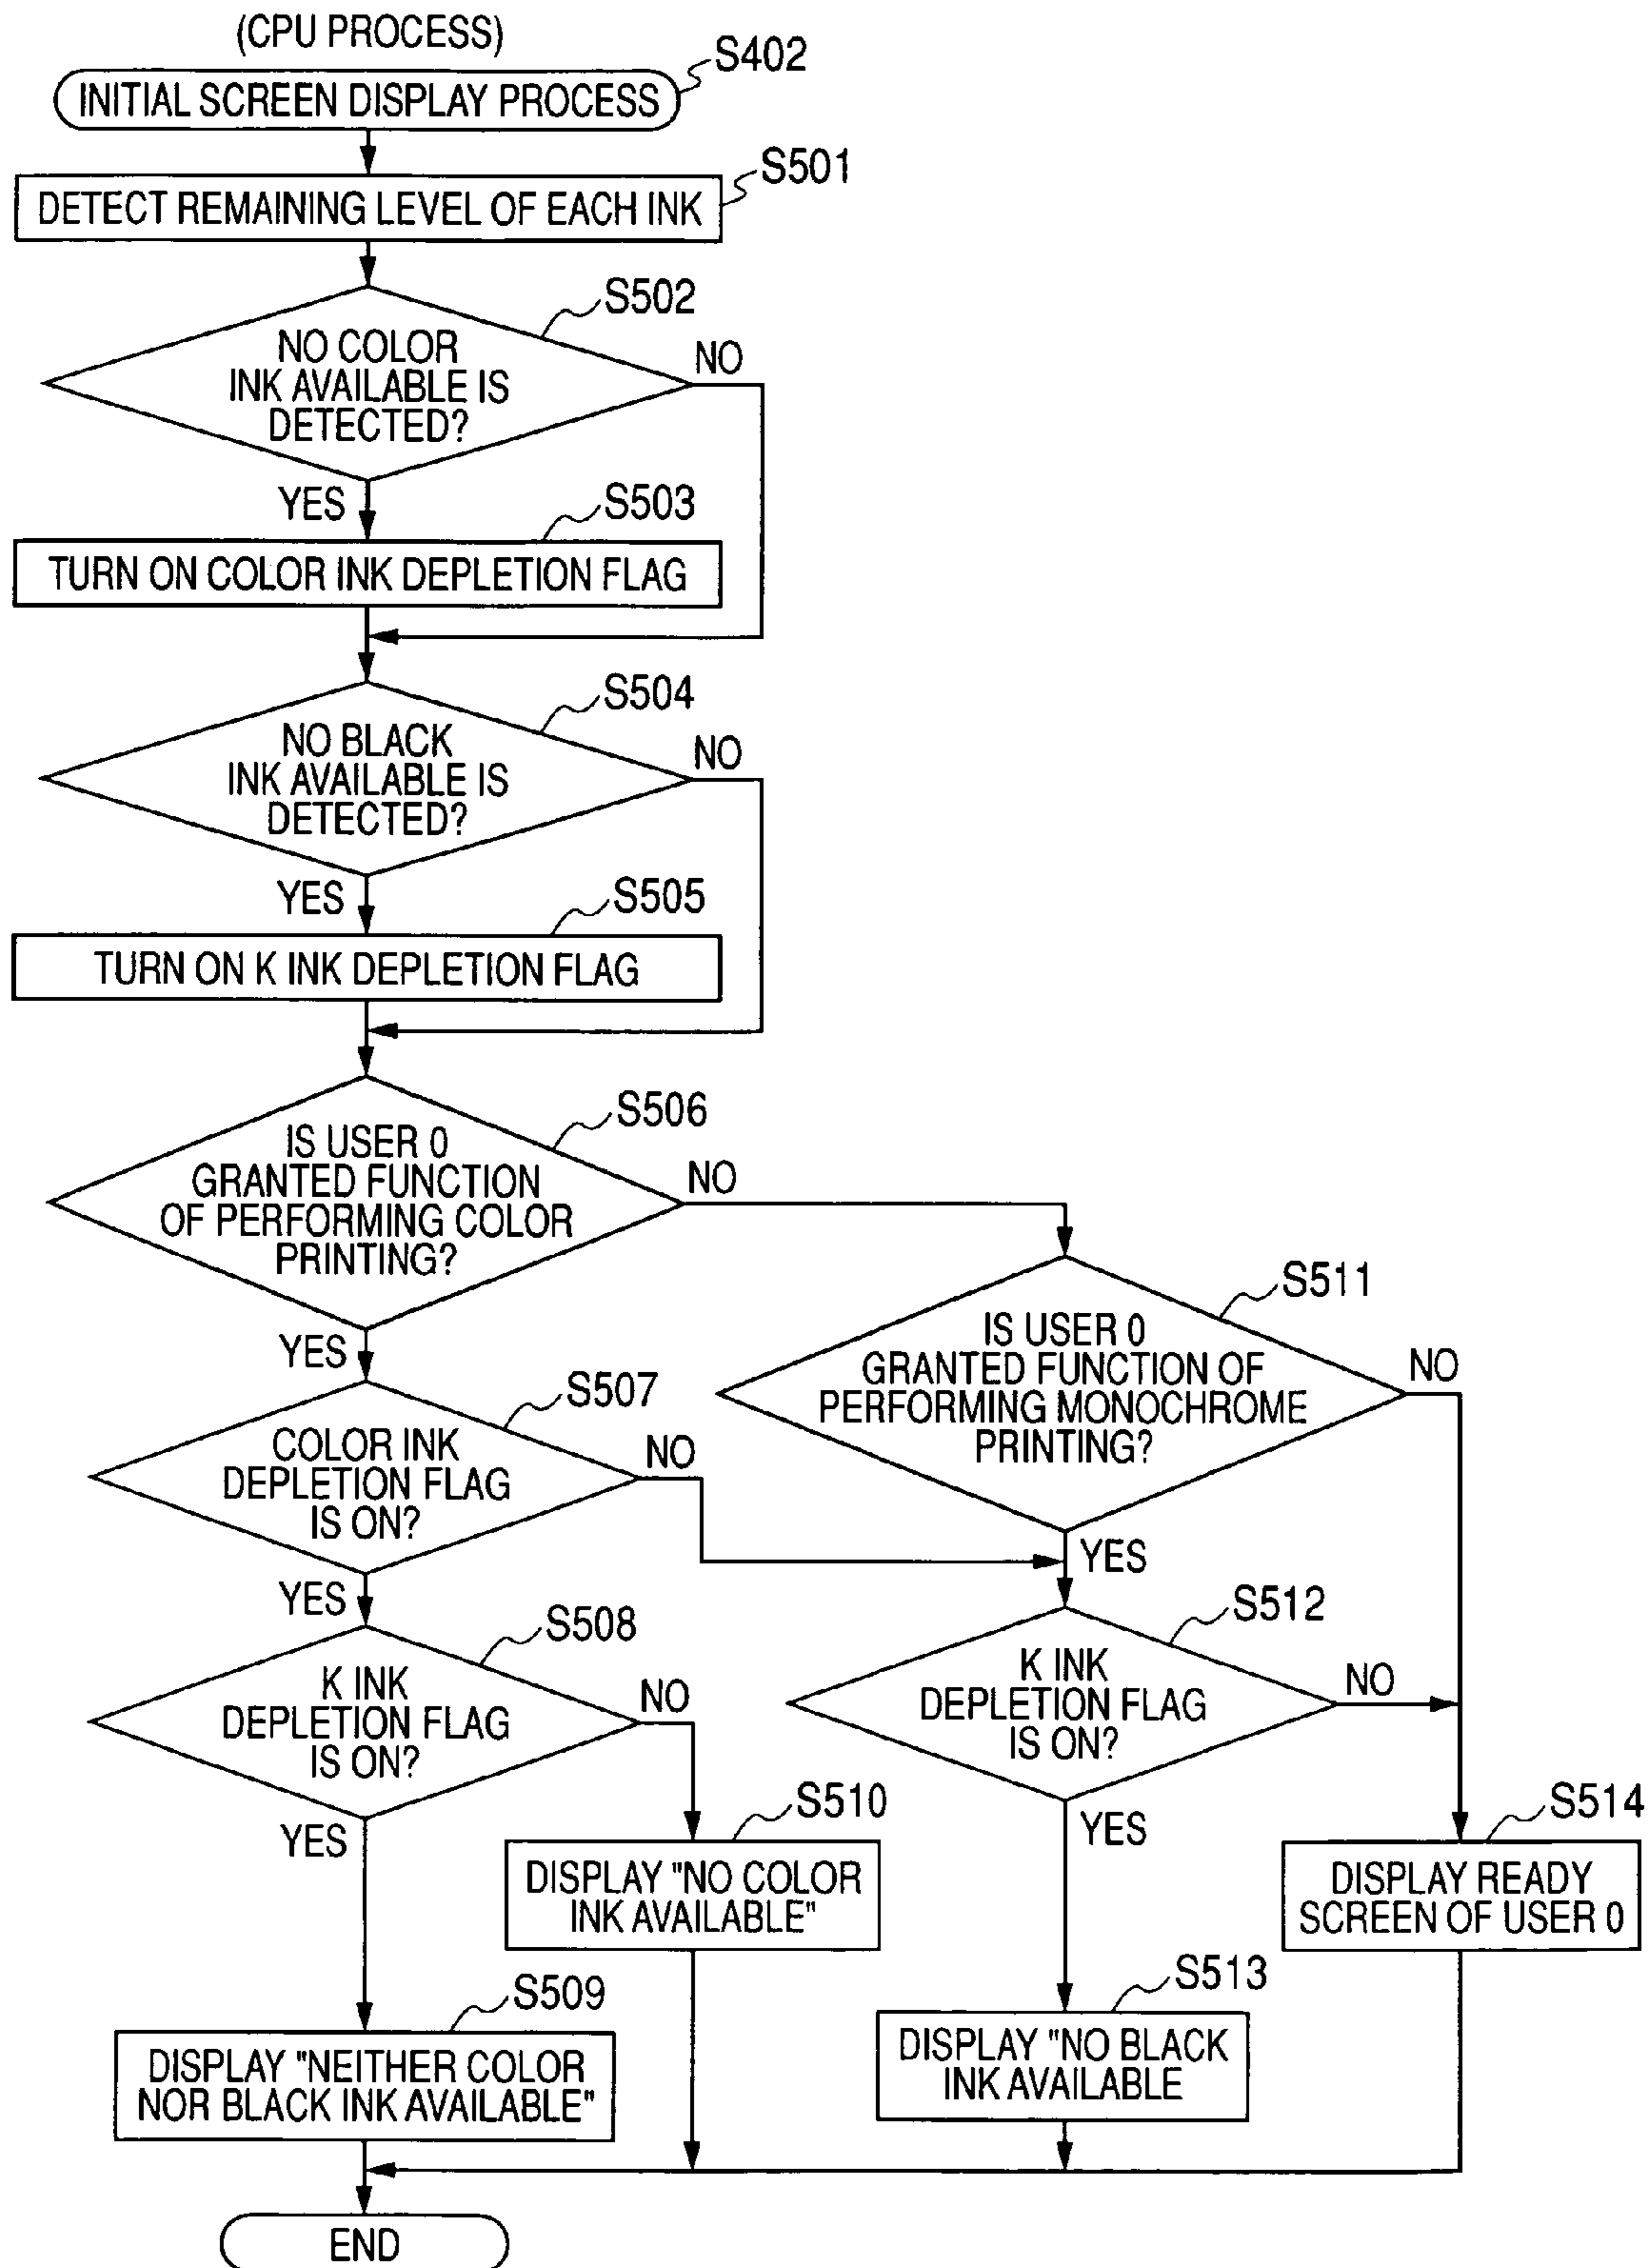 (CPU PROCESS)
INITIAL SCREEN DISPLAY PROCESS
S402
DETECT REMAINING LEVEL OF EACH INK
S501
NO COLOR
INK AVAILABLE IS
DETECTED?
S502
NO
YES
TURN ON COLOR INK DEPLETION FLAG
S503
NO BLACK
INK AVAILABLE IS
DETECTED?
S504
NO
YES
TURN ON K INK DEPLETION FLAG
S505
IS USER 0
GRANTED FUNCTION
OF PERFORMING COLOR
PRINTING?
S506
NO
YES
IS USER 0
GRANTED FUNCTION OF
PERFORMING MONOCHROME
PRINTING?
S511
NO
YES
COLOR INK
DEPLETION FLAG
IS ON?
S507
NO
YES
K INK
DEPLETION FLAG
IS ON?
S508
NO
YES
K INK
DEPLETION FLAG
IS ON?
S512
NO
YES
DISPLAY "NO COLOR
INK AVAILABLE"
S510
DISPLAY READY
SCREEN OF USER 0
S514
DISPLAY "NEITHER COLOR
NOR BLACK INK AVAILABLE"
S509
DISPLAY "NO BLACK
INK AVAILABLE
S513
END